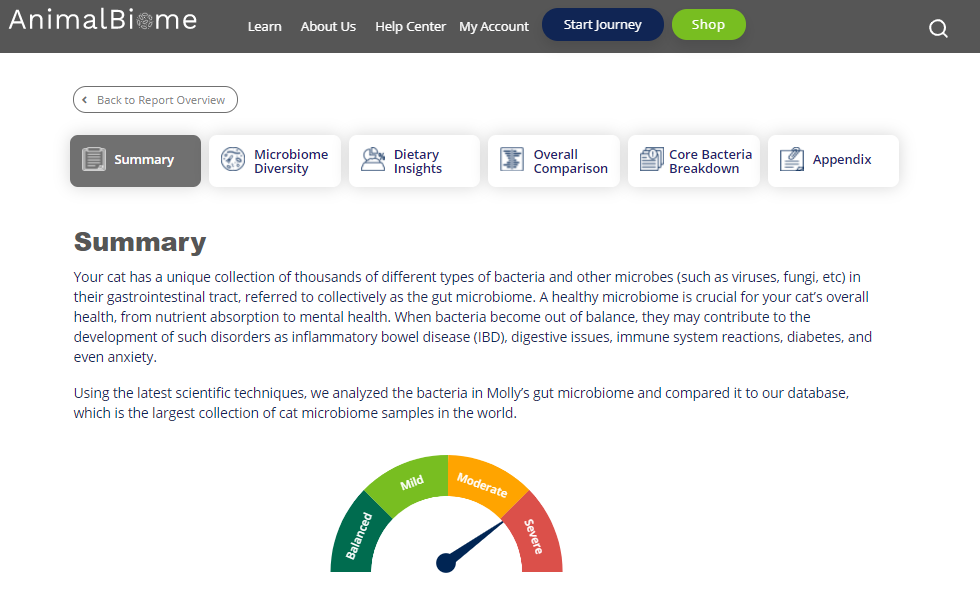 AnimalBiome
Learn About Us Help Center My Account Start Journey Shop
Back to Report Overview
Summary
Microbiome
Diversity
Dietary
Insights
Overall
Comparison
Core Bacteria
Breakdown
Appendix
Summary
Your cat has a unique collection of thousands of different types of bacteria and other microbes (such as viruses, fungi, etc) in
their gastrointestinal tract, referred to collectively as the gut microbiome. A healthy microbiome is crucial for your cat's overall
health, from nutrient absorption to mental health. When bacteria become out of balance, they may contribute to the
development of such disorders as inflammatory bowel disease (IBD), digestive issues, immune system reactions, diabetes, and
even anxiety.
Using the latest scientific techniques, we analyzed the bacteria in Molly's gut microbiome and compared it to our database,
which is the largest collection of cat microbiome samples in the world.
Balanced
Mild
Moderate
Severe